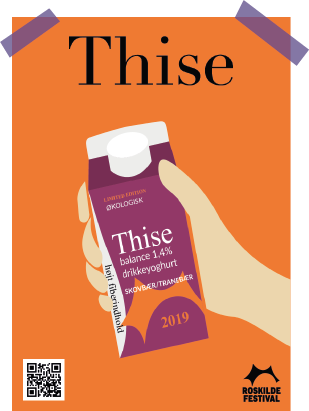 Thise
LIMITED EDITION
ØKOLOGISK
Thise
balance 1,4%
drikkeyoghurt
højt fiberindhold
SKOVBÆR/TRANEBÆR
2019
ROSKILDE
FESTIVAL